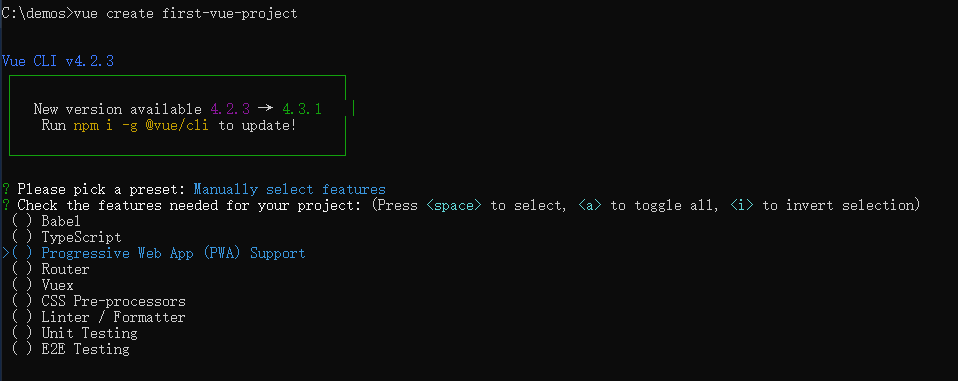 C:\demos>vue create first-vue-project
Vue CLI v4.2.3
New version available 4.2.3 → 4.3.1
Run npm i -g @vue/cli to update!
? Please pick a preset: Manually select features
? Check the features needed for your project: (Press <space> to select, <a> to toggle all, <i> to invert selection)
( ) Babel
( ) TypeScript
>( ) Progressive Web App (PWA) Support
( ) Router
( ) Vuex
( ) CSS Pre-processors
( ) Linter / Formatter
( ) Unit Testing
( ) E2E Testing